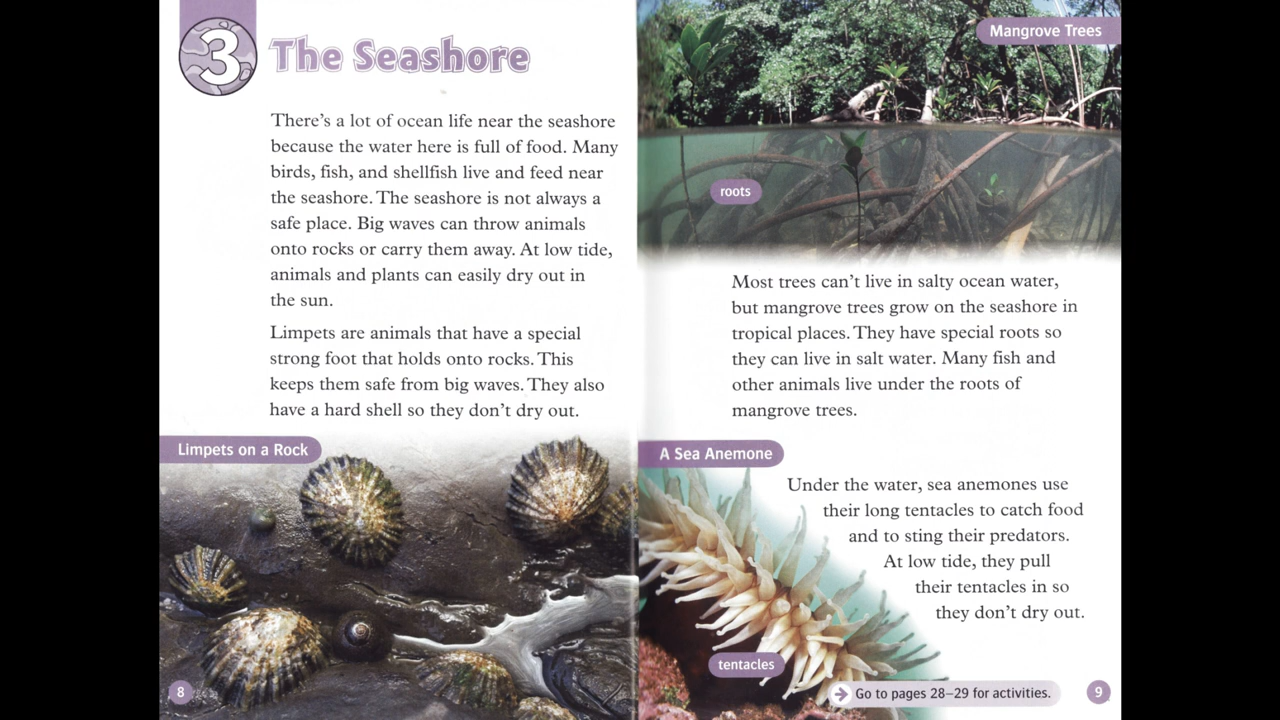 3
The Seashore
There's a lot of ocean life near the seashore
because the water here is full of food. Many
birds, fish, and shellfish live and feed near
the seashore. The seashore is not always a
safe place. Big waves can throw animals
onto rocks or carry them away. At low tide,
animals and plants can easily dry out in
the sun.
Limpets are animals that have a special
strong foot that holds onto rocks. This
keeps them safe from big waves. They also
have a hard shell so they don't dry out.
Limpets on a Rock
8
Mangrove Trees
roots
Most trees can't live in salty ocean water,
but mangrove trees grow on the seashore in
tropical places. They have special roots so
they can live in salt water. Many fish and
other animals live under the roots of
mangrove trees.
A Sea Anemone
Under the water, sea anemones use
their long tentacles to catch food
and to sting their predators.
At low tide, they pull
their tentacles in so
they don't dry out.
tentacles
Go to pages 28–29 for activities.
9